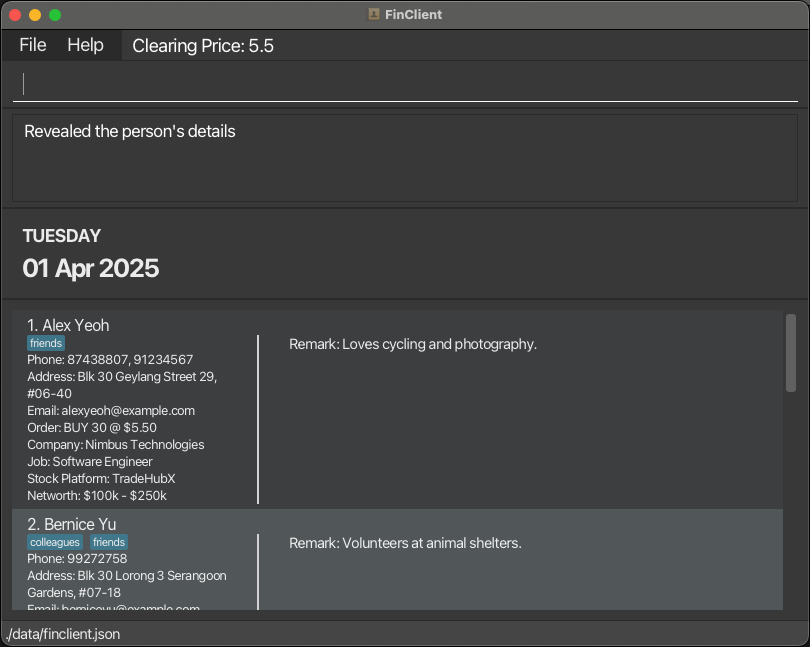 FinClient
File Help Clearing Price: 5.5
Revealed the person's details
TUESDAY
01 Apr 2025
1. Alex Yeoh
friends
Phone: 87438807, 91234567
Address: Blk 30 Geylang Street 29,
#06-40
Email: alexyeoh@example.com
Order: BUY 30 @ $5.50
Company: Nimbus Technologies
Job: Software Engineer
Stock Platform: TradeHubX
Networth: $100k - $250k
Remark: Loves cycling and photography.
2. Bernice Yu
colleagues friends
Phone: 99272758
Address: Blk 30 Lorong 3 Serangoon
Gardens, #07-18
Email: berniceyu@example.com
Remark: Volunteers at animal shelters.
./data/finclient.json